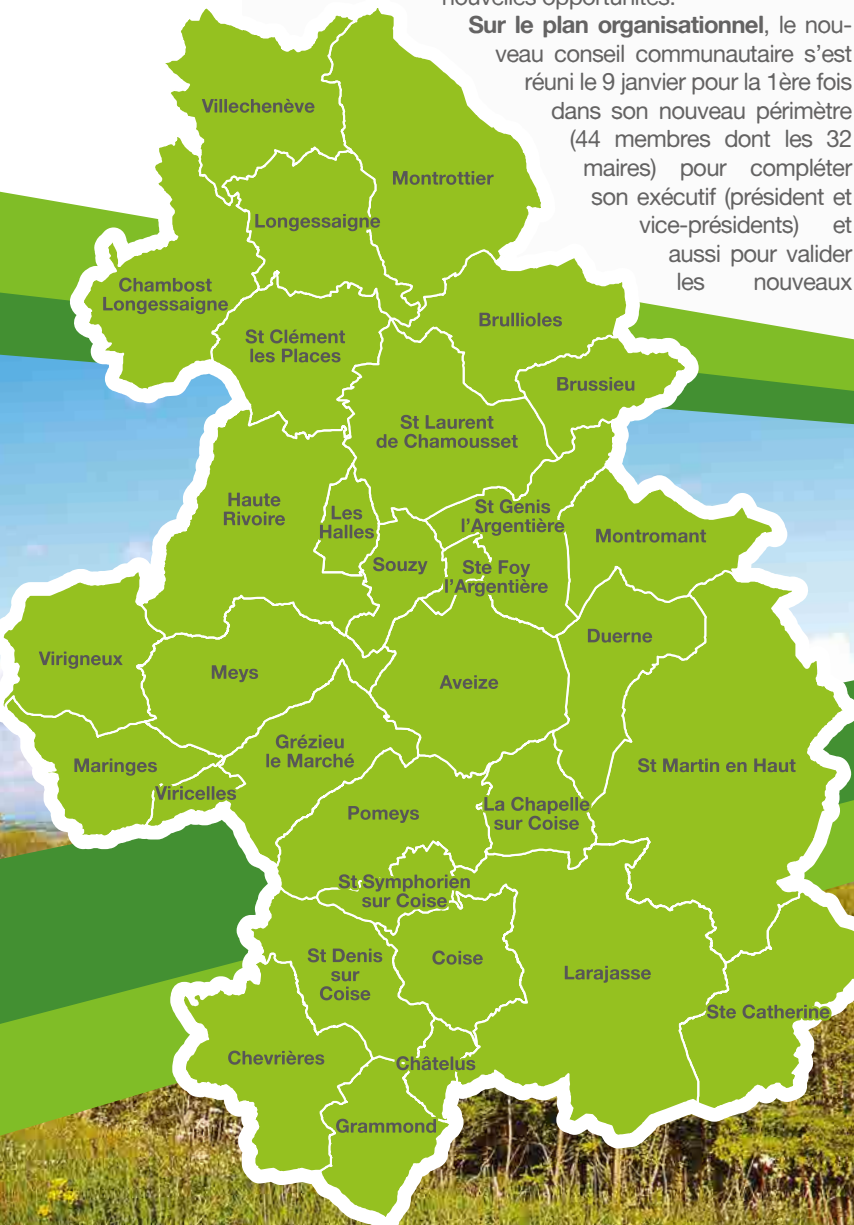 nouvelles opportunités.
Sur le plan organisationnel, le nou-
veau conseil communautaire s'est
réuni le 9 janvier pour la 1ère fois
dans son nouveau périmètre
(44 membres dont les 32
maires) pour compléter
son exécutif (président et
vice-présidents) et
aussi pour valider
les nouveaux
Villechenève
Montrottier
Longessaigne
Chambost
Longessaigne
St Clément
les Places
Brullioles
Brussieu
St Laurent
de Chamousset
Haute
Rivoire
Les
Halles
St Genis
l'Argentière
Montromant
Souzy
Ste Foy
l'Argentière
Duerne
Virigneux
Meys
Aveize
Grézieu
le Marché
Maringes
St Martin en Haut
Viricelles
Pomeys
La Chapelle
sur Coise
St Symphorien
sur Coise
St Denis
sur
Coise
Coise
Larajasse
Ste Catherine
Chevrières
Châtelus
Grammond